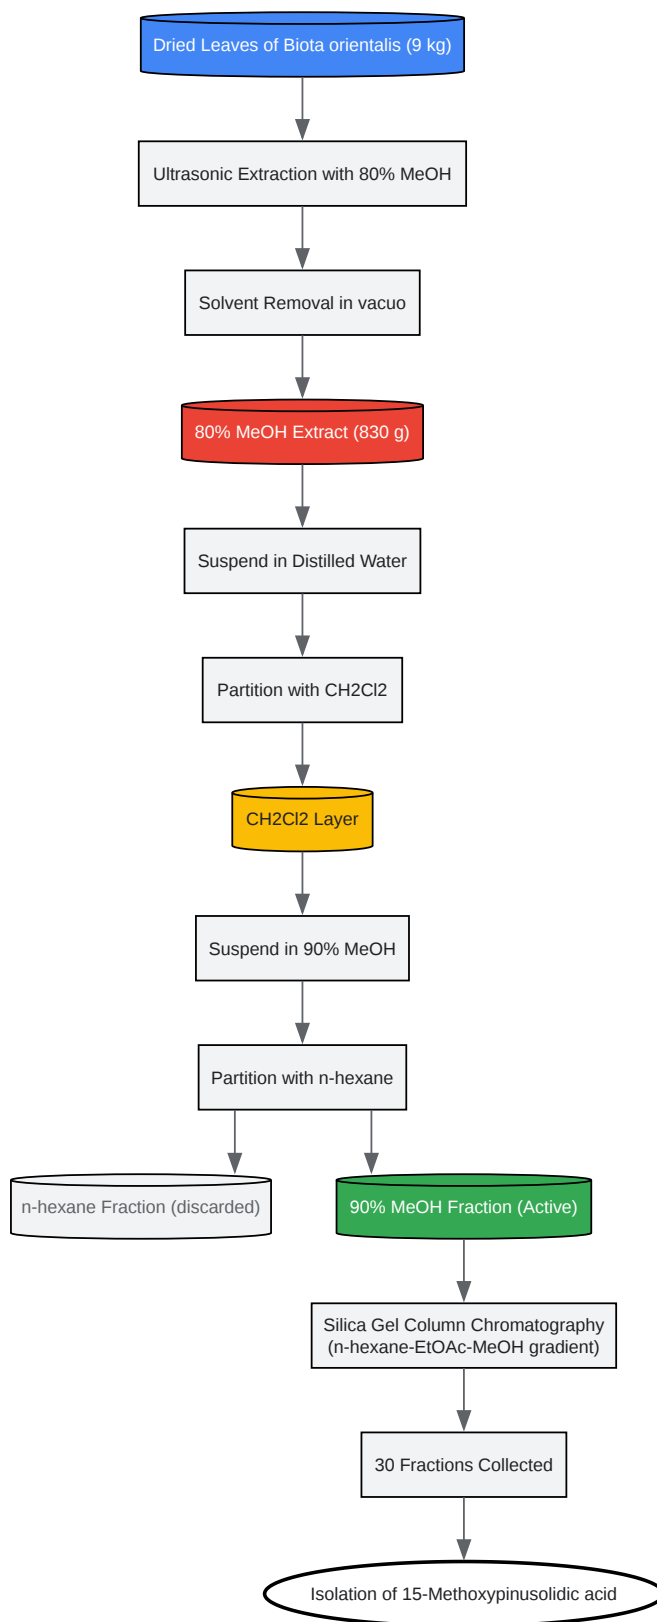 Dried Leaves of Biota orientalis (9 kg)
Ultrasonic Extraction with 80% MeOH
Solvent Removal in vacuo
80% MeOH Extract (830 g)
Suspend in Distilled Water
Partition with CH2Cl2
CH2Cl2 Layer
Suspend in 90% MeOH
Partition with n-hexane
n-hexane Fraction (discarded)
90% MeOH Fraction (Active)
Silica Gel Column Chromatography
(n-hexane-EtOAc-MeOH gradient)
30 Fractions Collected
Isolation of 15-Methoxypinusolidic acid